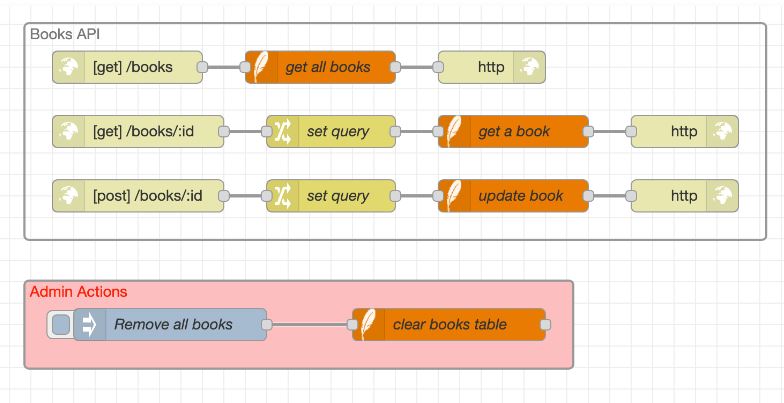 Books API
[get] /books
get all books
http
[get] /books/:id
set query
get a book
http
[post] /books/:id
set query
update book
http
Admin Actions
Remove all books
clear books table